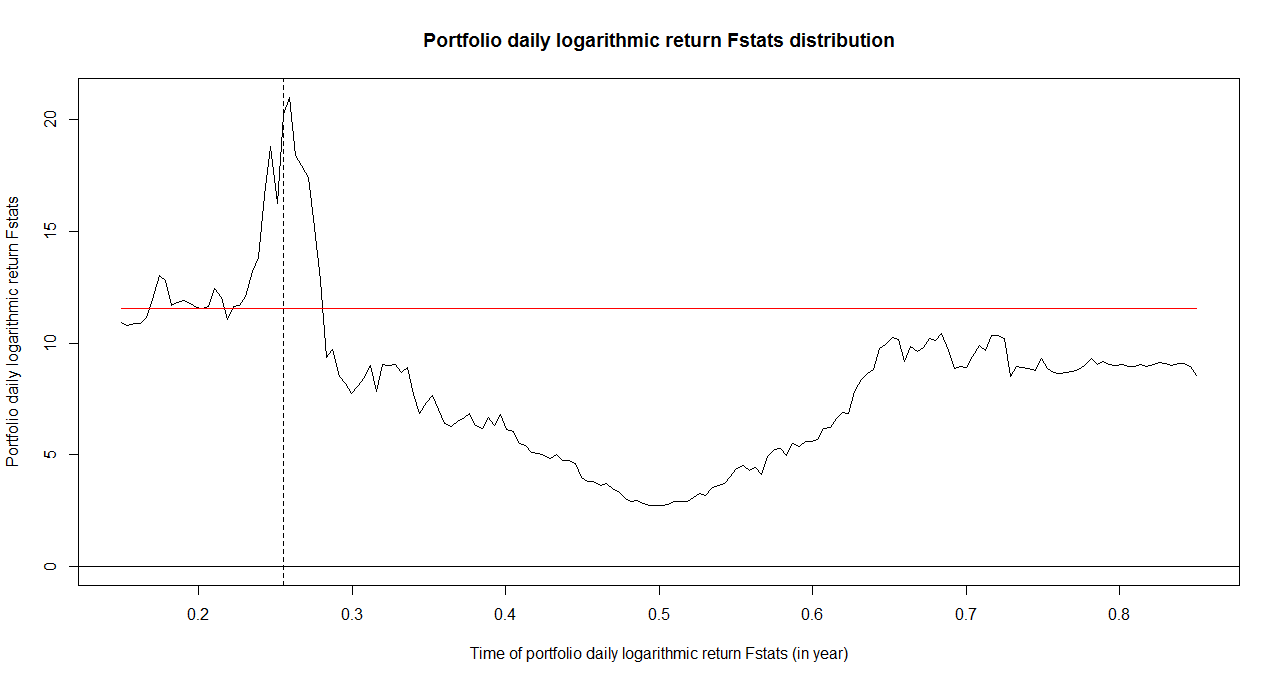 Portfolio daily logarithmic return Fstats distribution
Portfolio daily logarithmic return Fstats
20
15
10
5
0
0.2 0.3 0.4 0.5 0.6 0.7 0.8
Time of portfolio daily logarithmic return Fstats (in year)